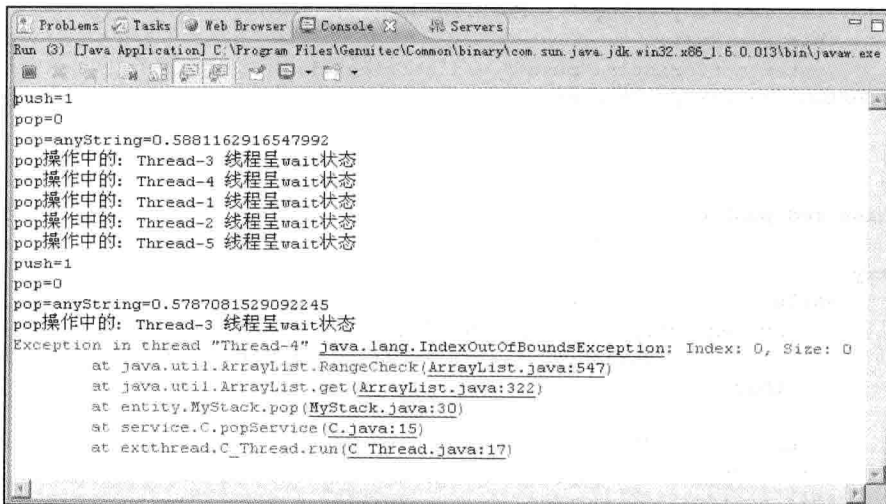 Problems Tasks Web Browser Console Servers
Run (3) [Java Application] C:\Program Files\Genuitec\Common\binary\com.sun.java.jdk.win32.x86_1.6.0.013\bin\javaw.exe
push=1
pop=0
pop=anyString=0.5881162916547992
pop操作中的: Thread-3 线程呈wait状态
pop操作中的: Thread-4 线程呈wait状态
pop操作中的: Thread-1 线程呈wait状态
pop操作中的: Thread-2 线程呈wait状态
pop操作中的: Thread-5 线程呈wait状态
push=1
pop=0
pop=anyString=0.5787081529092245
pop操作中的: Thread-3 线程呈wait状态
Exception in thread "Thread-4" java.lang.IndexOutOfBoundsException: Index: 0, Size: 0
at java.util.ArrayList.RangeCheck(ArrayList.java:547)
at java.util.ArrayList.get(ArrayList.java:322)
at entity.MyStack.pop(MyStack.java:30)
at service.C.popService(C.java:15)
at extthread.C_Thread.run(C_Thread.java:17)